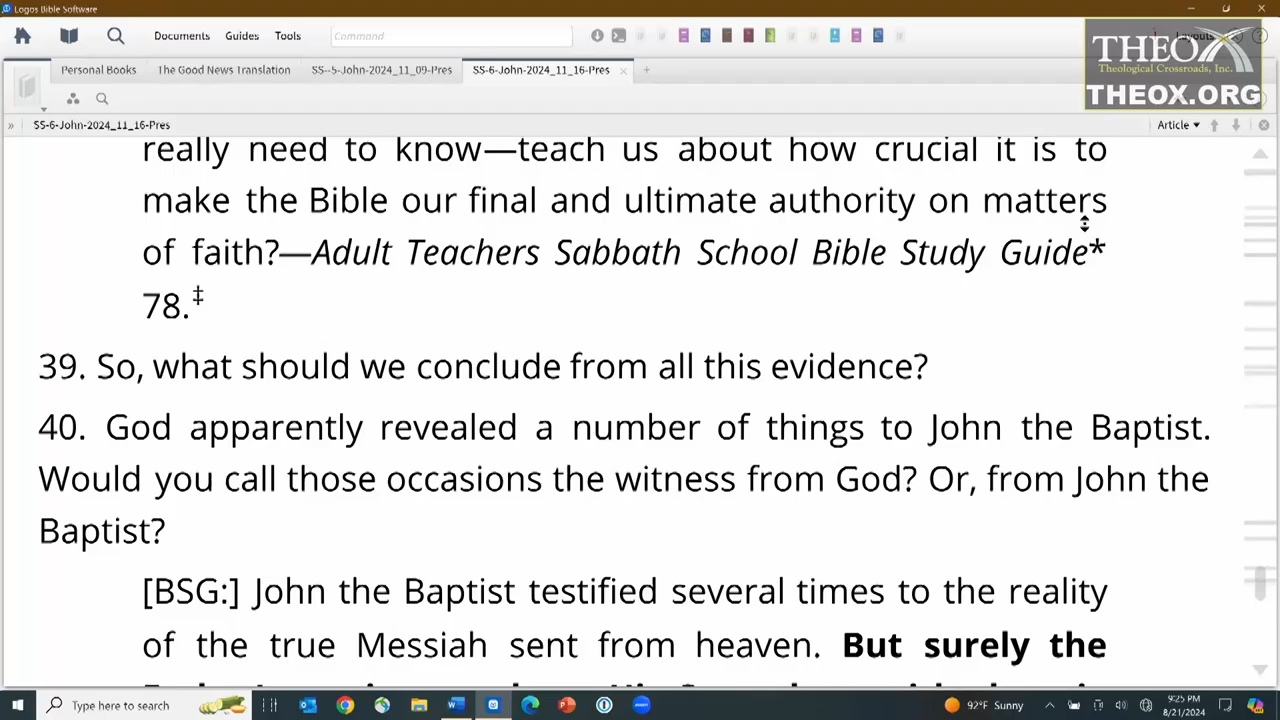 Logos Bible Software
Documents Guides Tools Command Layouts
THEOX
Theological Crossroads, Inc.
THEOX.ORG
Personal Books The Good News Translation SS--5-John-2024_11_09-Pres SS-6-John-2024_11_16-Pres
SS-6-John-2024_11_16-Pres Article
really need to know—teach us about how crucial it is to
make the Bible our final and ultimate authority on matters
of faith?—Adult Teachers Sabbath School Bible Study Guide*
78.‡
39. So, what should we conclude from all this evidence?
40. God apparently revealed a number of things to John the Baptist.
Would you call those occasions the witness from God? Or, from John the
Baptist?
[BSG:] John the Baptist testified several times to the reality
of the true Messiah sent from heaven. But surely the
Type here to search 92°F Sunny 9:25 PM
8/21/2024